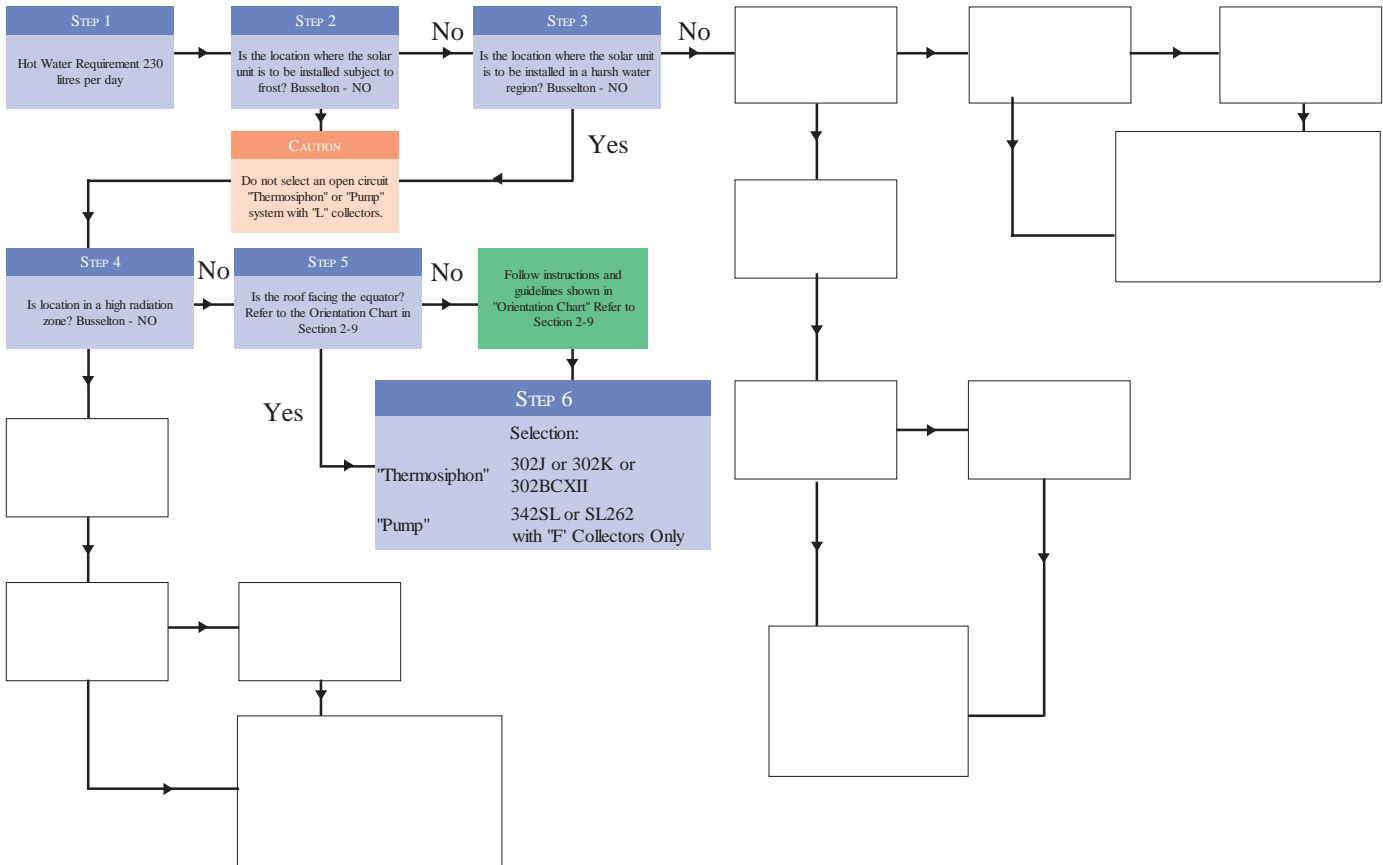 STEP 1
Hot Water Requirement 230
litres per day
STEP 2
Is the location where the solar
unit is to be installed subject to
frost? Busselton - NO
No
STEP 3
Is the location where the solar unit
is to be installed in a harsh water
region? Busselton - NO
No
Yes
CAUTION
Do not select an open circuit
"Thermosiphon" or "Pump"
system with "L" collectors.
STEP 4
Is location in a high radiation
zone? Busselton - NO
No
STEP 5
Is the roof facing the equator?
Refer to the Orientation Chart in
Section 2-9
No
Follow instructions and
guidelines shown in
"Orientation Chart" Refer to
Section 2-9
Yes
STEP 6
Selection:
"Thermosiphon" 302J or 302K or
302BCXII
"Pump" 342SL or SL262
with "F' Collectors Only